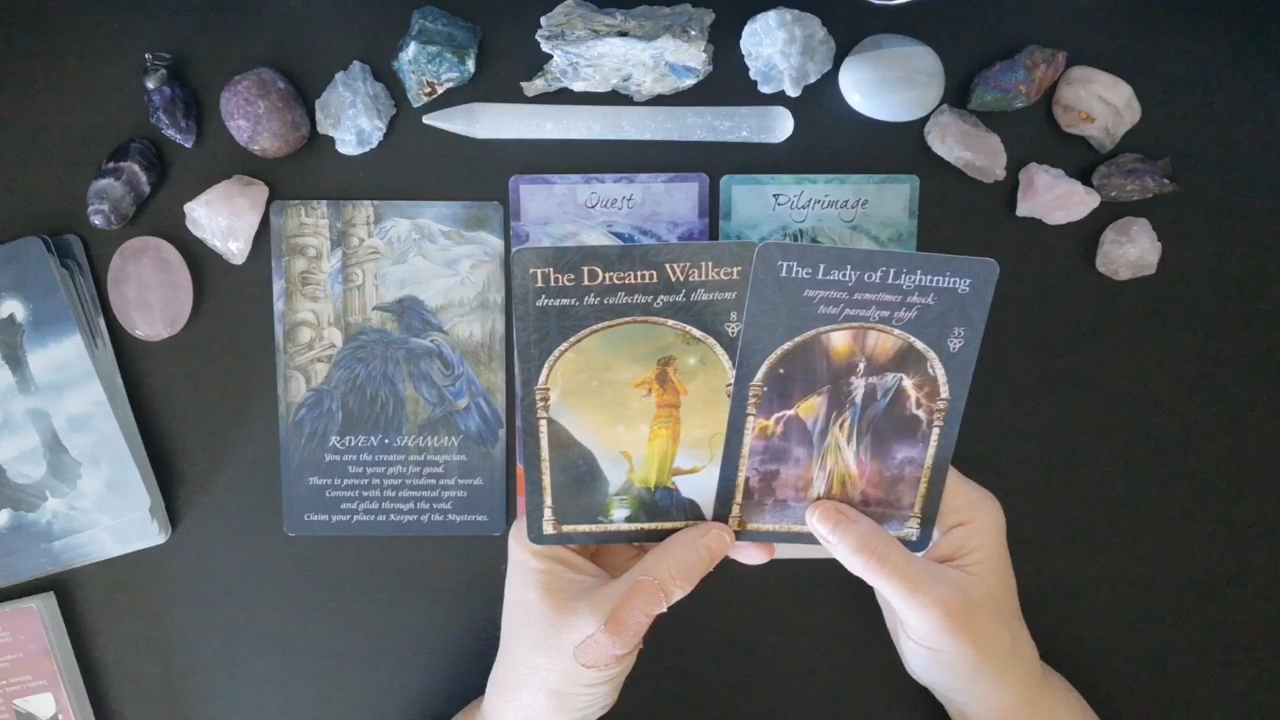 Quest
Pilgrimage
The Dream Walker
dreams, the collective good, illusions
8
The Lady of Lightning
surprises, sometimes shock;
total paradigm shift
35
RAVEN • SHAMAN
You are the creator and magician.
Use your gifts for good.
There is power in your wisdom and words.
Connect with the elemental spirits
and glide through the void.
Claim your place as Keeper of the Mysteries.